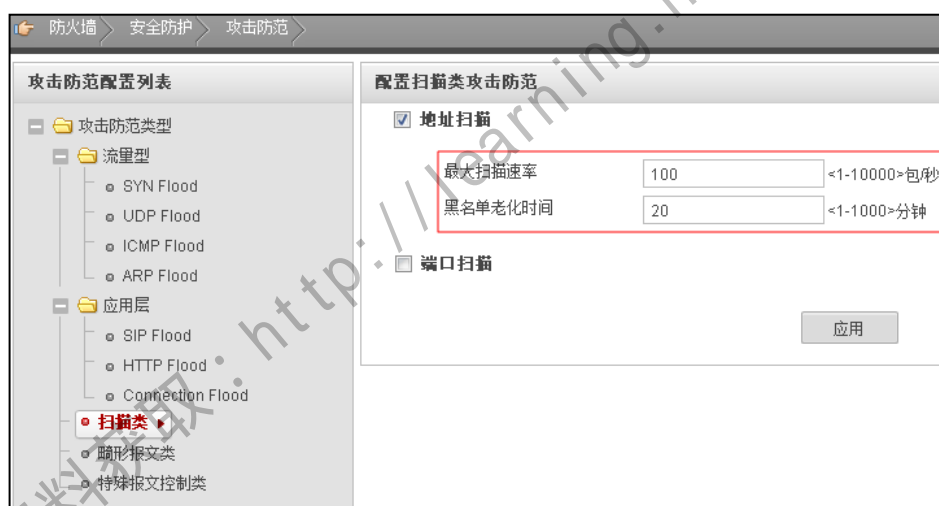 防火墙 安全防护 攻击防范
攻击防范配置列表
攻击防范类型
流量型
SYN Flood
UDP Flood
ICMP Flood
ARP Flood
应用层
SIP Flood
HTTP Flood
Connection Flood
扫描类
畸形报文类
特殊报文控制类
配置扫描类攻击防范
地址扫描
最大扫描速率 100 <1-10000>包/秒
黑名单老化时间 20 <1-1000>分钟
端口扫描
应用
料获取：http://learning.